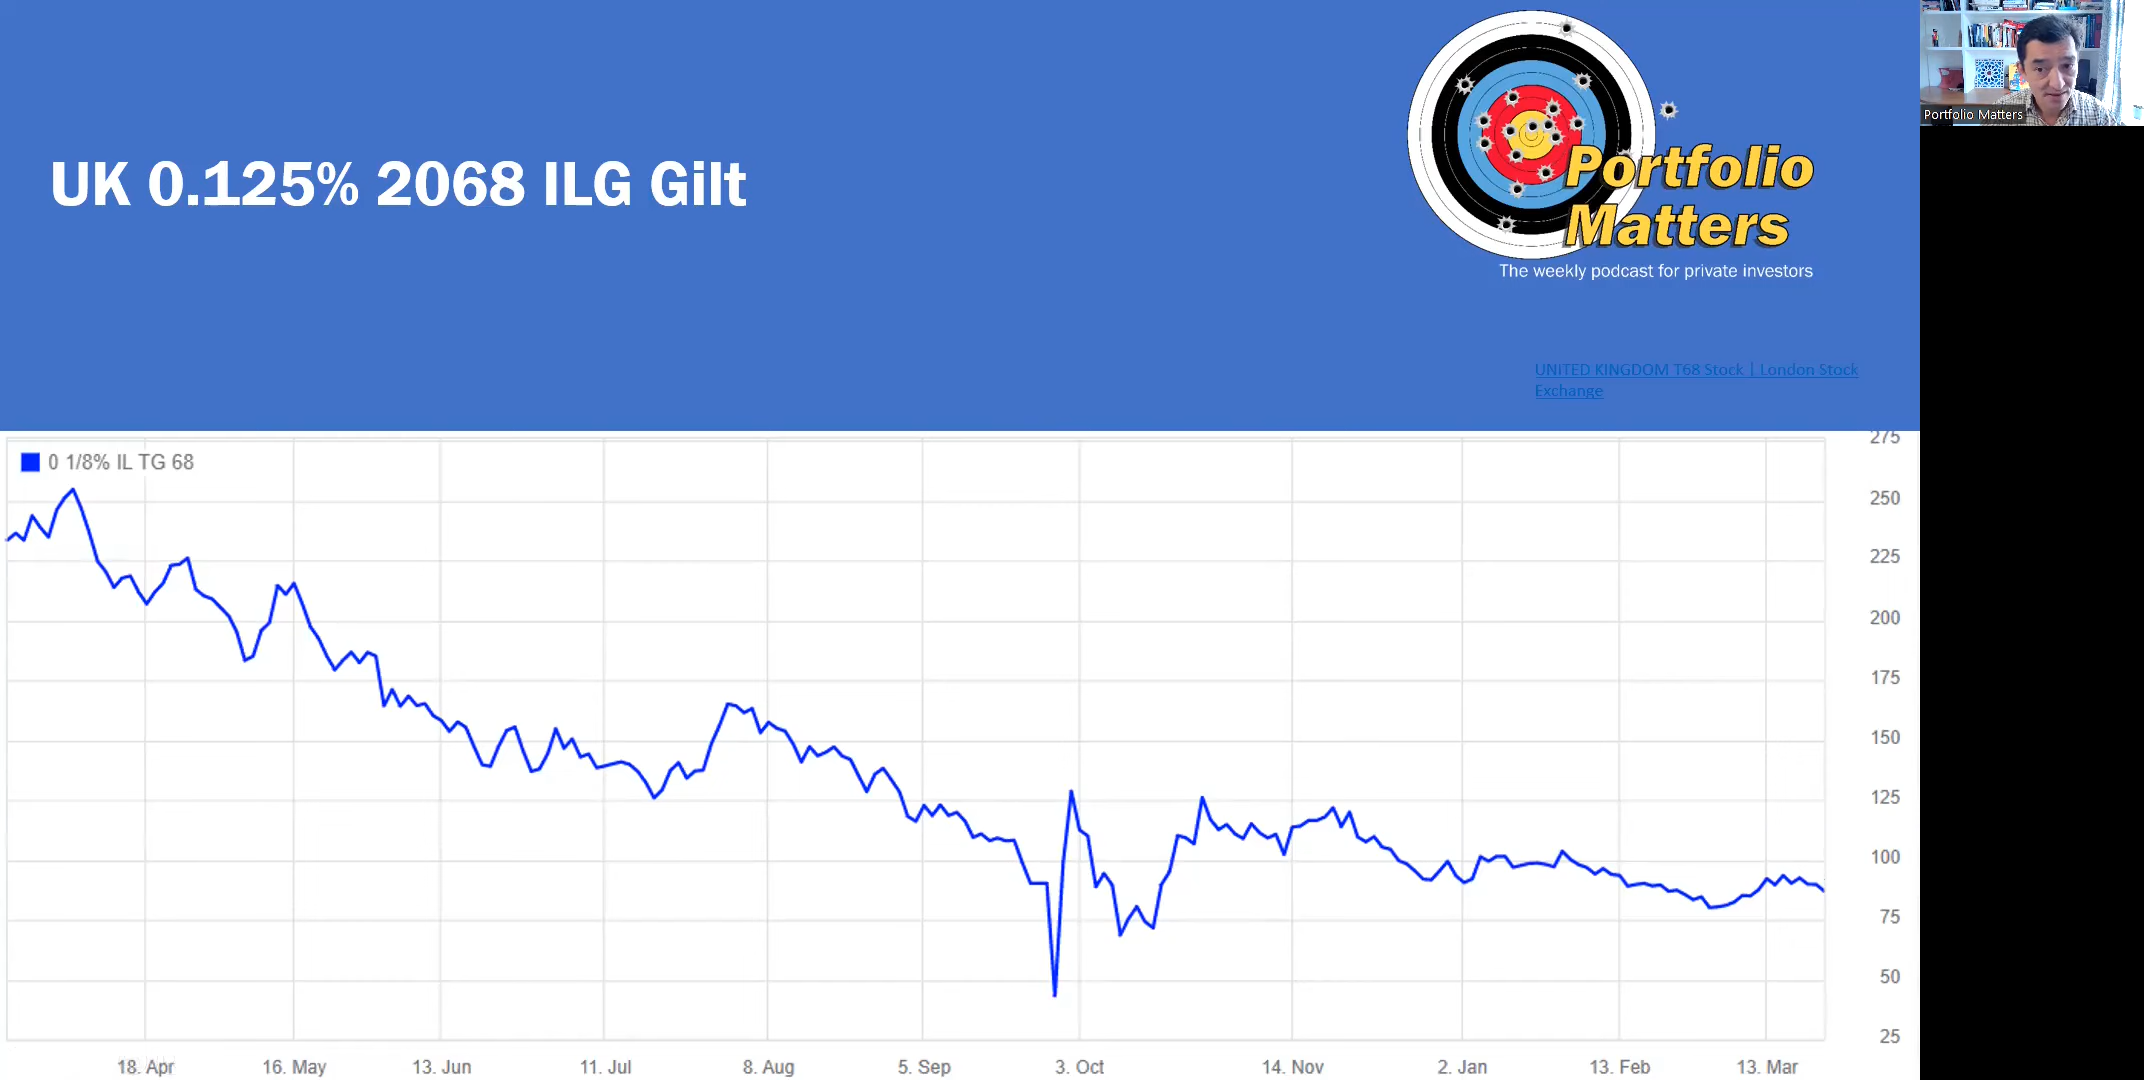 UK 0.125% 2068 ILG Gilt
Portfolio
Matters
The weekly podcast for private investors
Portfolio Matters
UNITED KINGDOM T68 Stock | London Stock
Exchange
0 1/8% IL TG 68
275
250
225
200
175
150
125
100
75
50
25
18. Apr
16. May
13. Jun
11. Jul
8. Aug
5. Sep
3. Oct
14. Nov
2. Jan
13. Feb
13. Mar